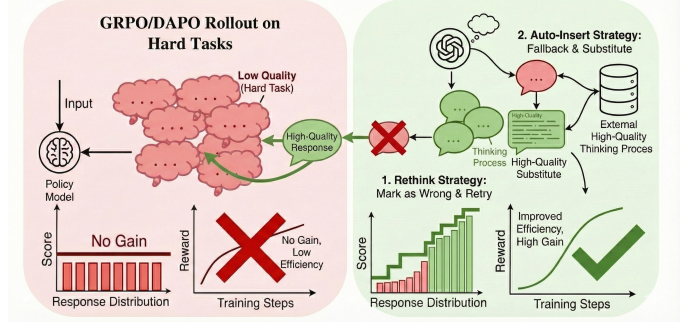 GRPO/DAPO Rollout on
Hard Tasks
Low Quality
(Hard Task)
Input
Policy
Model
High-Quality
Response
No Gain
Score
Response Distribution
No Gain,
Low
Efficiency
Reward
Training Steps
2. Auto-Insert Strategy:
Fallback & Substitute
High-Quality
External
High-Quality
Thinking Proces
Thinking
Process
High-Quality
Substitute
1. Rethink Strategy:
Mark as Wrong & Retry
Score
Response Distribution
Improved
Efficiency,
High Gain
Reward
Training Steps